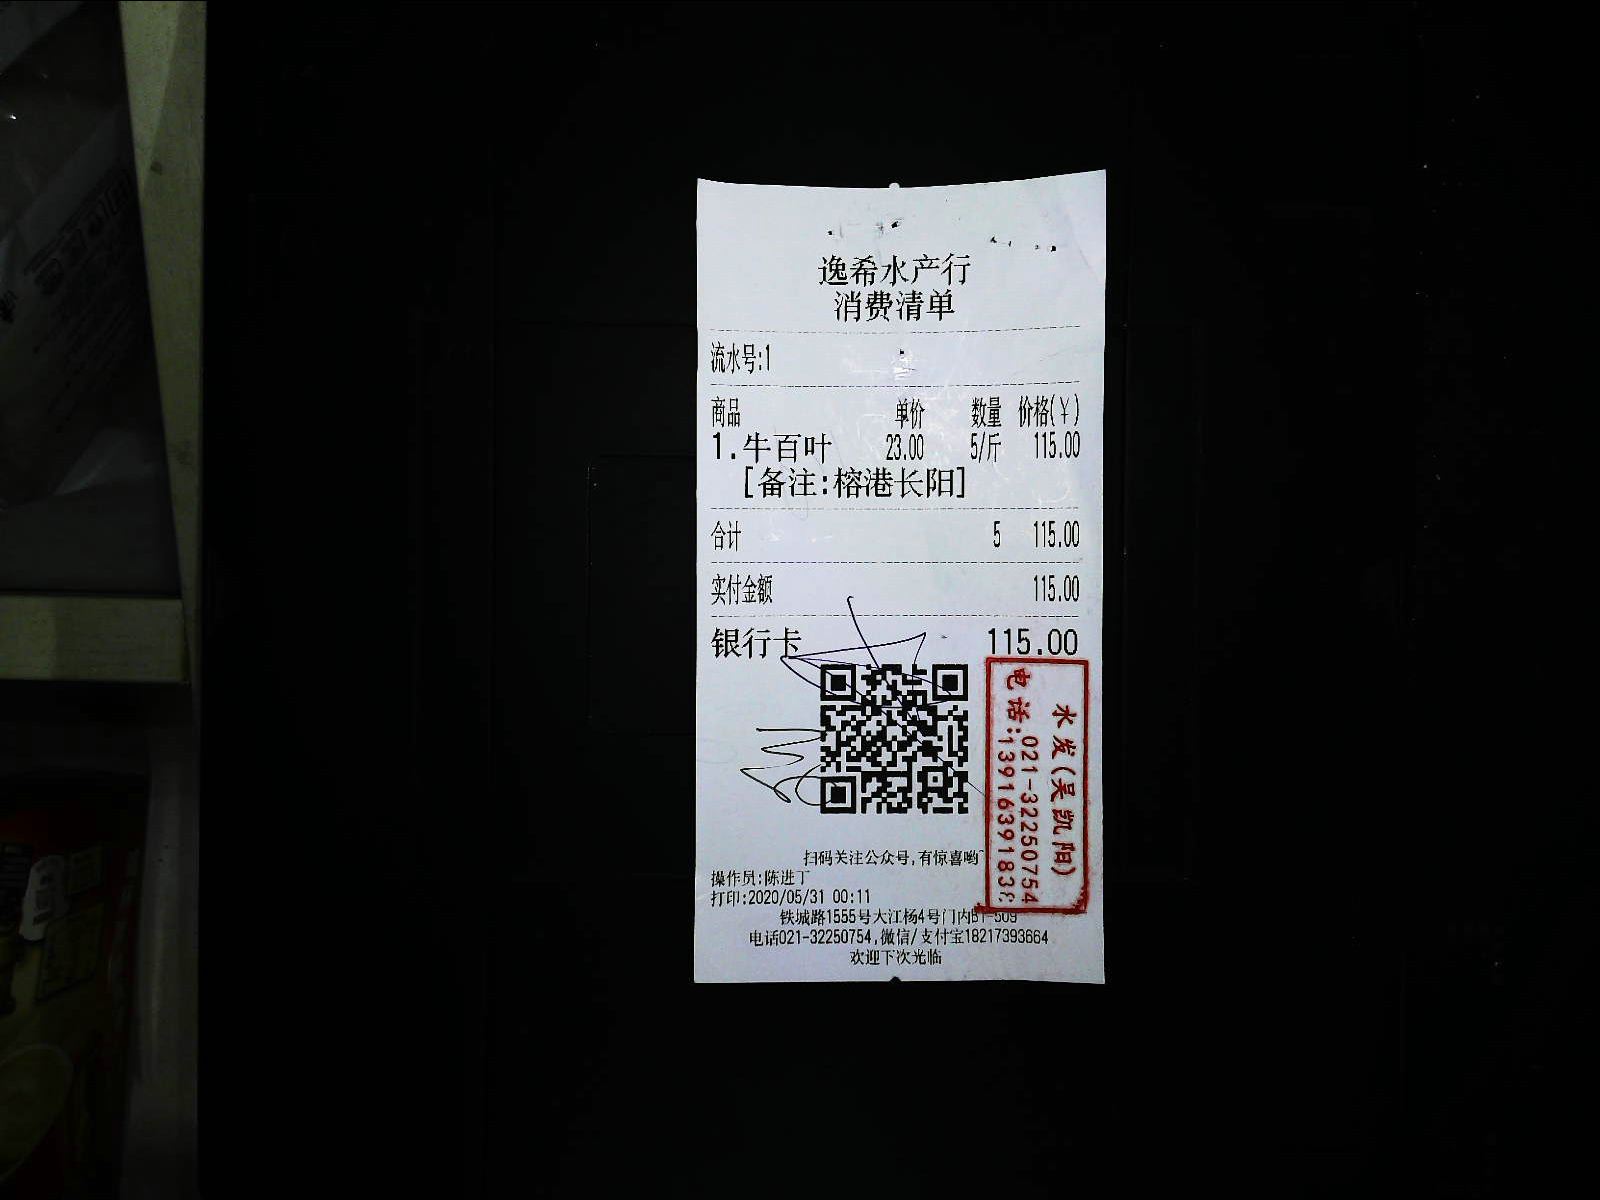 逸希水产行
消费清单
流水号:1
商品 单价 数量 价格(¥)
1.牛百叶 23.00 5/斤 115.00
[备注:榕港长阳]
合计 5 115.00
实付金额 115.00
银行卡 115.00
水发(吴凯阳)
电话:021-32250754
扫码关注公众号,有惊喜哟~
操作员:陈进丁
打印:2020/05/31 00:11
铁城路1555号大江杨4号门内B1-509
电话021-32250754,微信/支付宝18217393664
欢迎下次光临